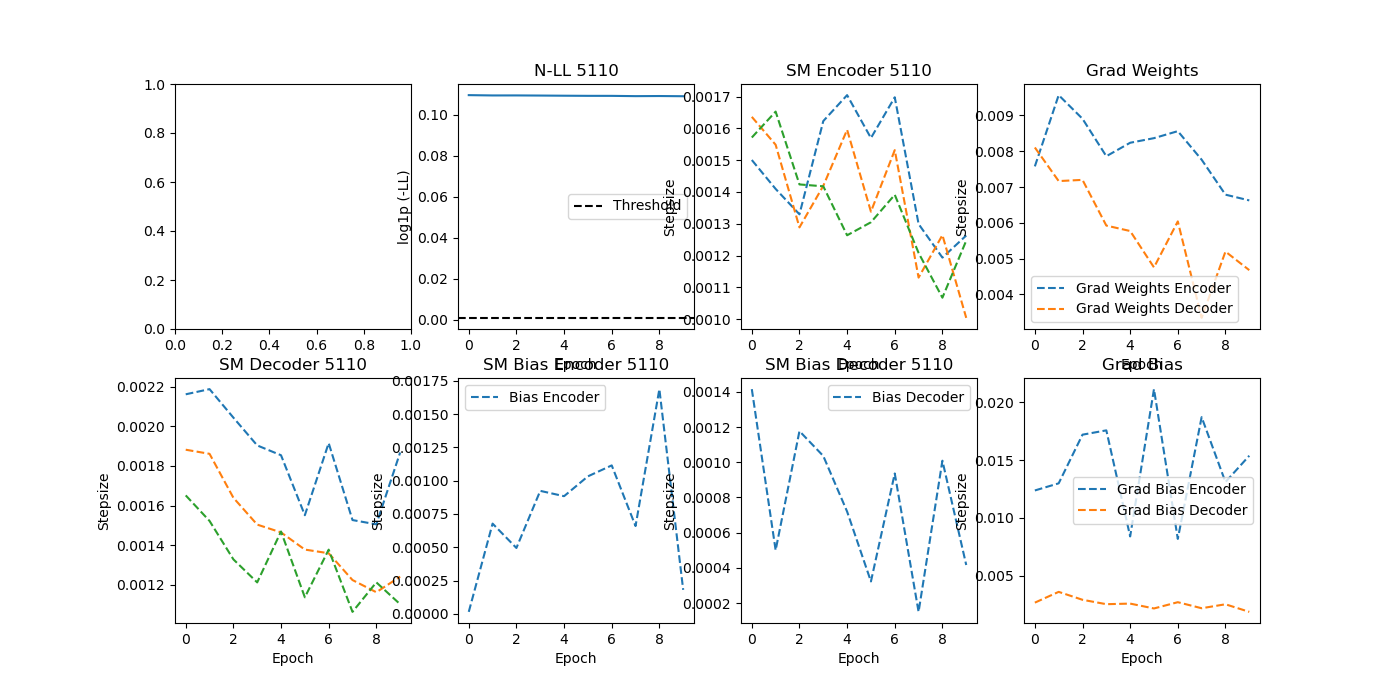 N-LL 5110
SM Encoder 5110
Grad Weights
1.0
0.8
0.6
0.4
0.2
0.0
0.0 0.2 0.4 0.6 0.8 1.0
log1p (-LL)
0.10
0.08
0.06
0.04
0.02
0.00
Threshold
0 2 4 6 8
Epoch
Stepsize
0.0017
0.0016
0.0015
0.0014
0.0013
0.0012
0.0011
0.0010
0 2 4 6 8
Epoch
Stepsize
0.009
0.008
0.007
0.006
0.005
0.004
Grad Weights Encoder
Grad Weights Decoder
0 2 4 6 8
Epoch
SM Decoder 5110
SM Bias Encoder 5110
SM Bias Decoder 5110
Grad Bias
Stepsize
0.0022
0.0020
0.0018
0.0016
0.0014
0.0012
0 2 4 6 8
Epoch
Stepsize
0.00175
0.00150
0.00125
0.00100
0.00075
0.00050
0.00025
0.00000
Bias Encoder
0 2 4 6 8
Epoch
Stepsize
0.0014
0.0012
0.0010
0.0008
0.0006
0.0004
0.0002
Bias Decoder
0 2 4 6 8
Epoch
Stepsize
0.020
0.015
0.010
0.005
Grad Bias Encoder
Grad Bias Decoder
0 2 4 6 8
Epoch